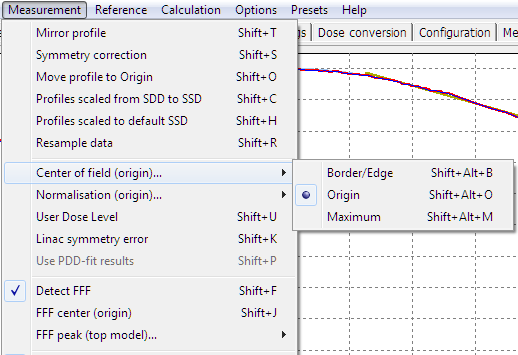 Measurement Reference Calculation Options Presets Help
Dose conversion Configuration Me
Mirror profile Shift+T
Symmetry correction Shift+S
Move profile to Origin Shift+O
Profiles scaled from SDD to SSD Shift+C
Profiles scaled to default SSD Shift+H
Resample data Shift+R
Center of field (origin)...
Border/Edge Shift+Alt+B
Normalisation (origin)...
Origin Shift+Alt+O
User Dose Level Shift+U
Maximum Shift+Alt+M
Linac symmetry error Shift+K
Use PDD-fit results Shift+P
Detect FFF Shift+F
FFF center (origin) Shift+J
FFF peak (top model)...